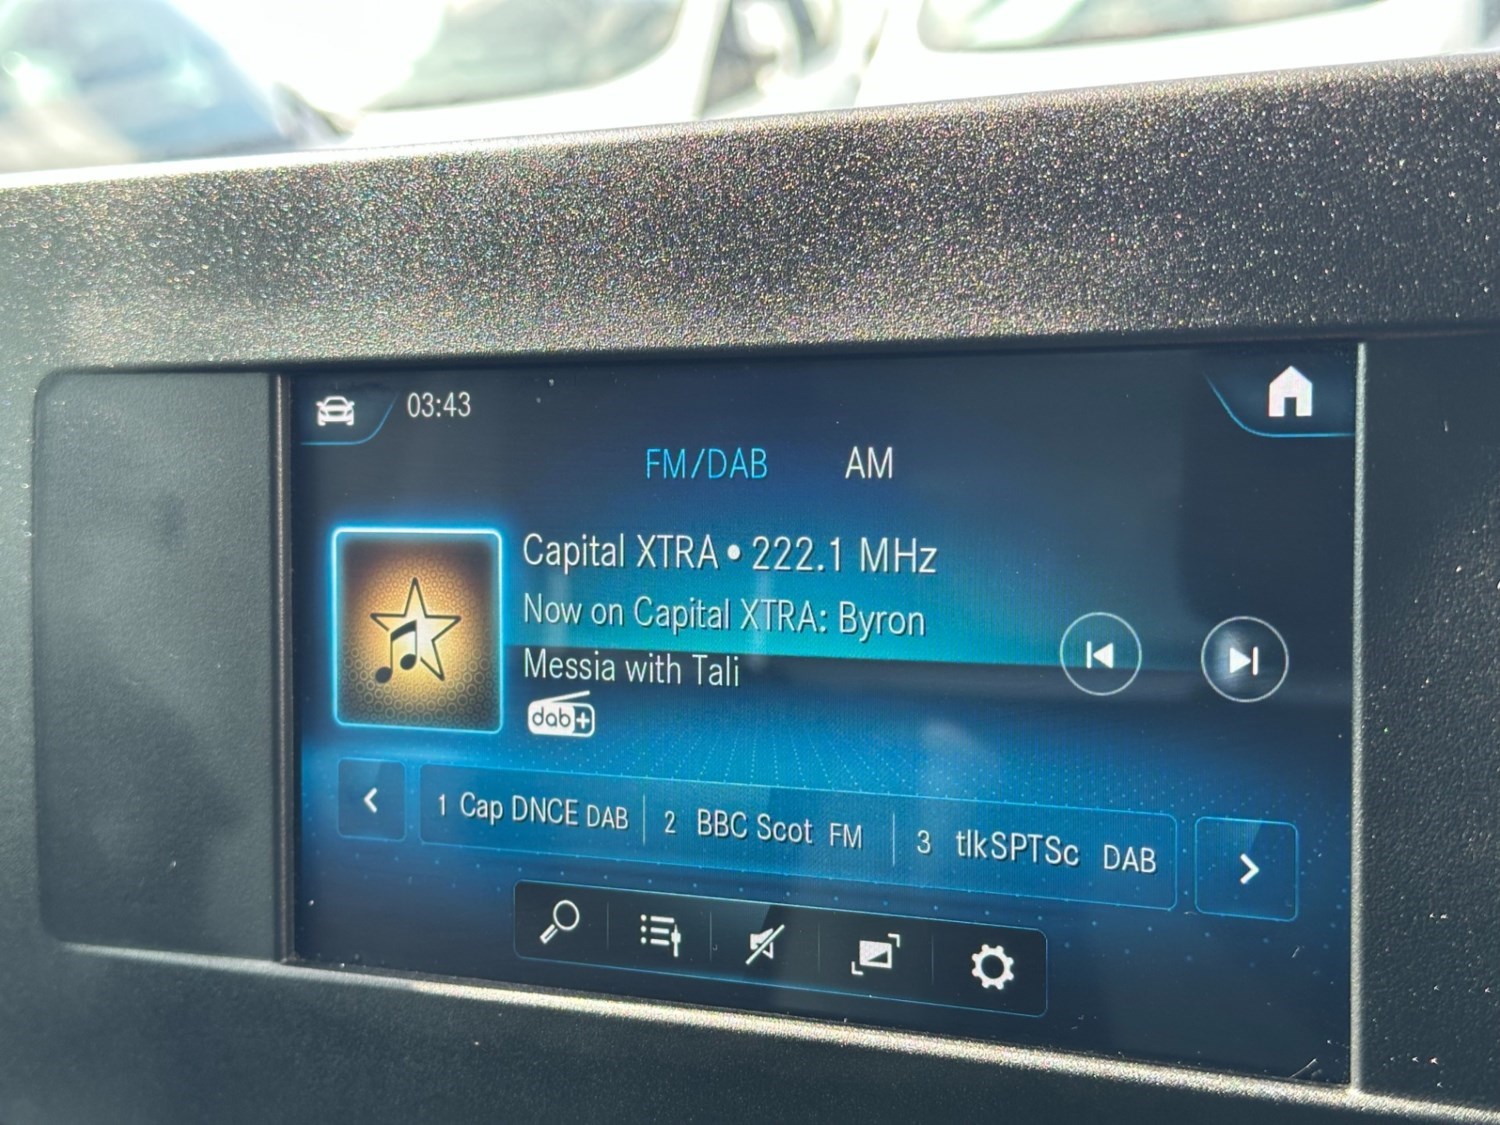 03:43
FM/DAB AM
Capital XTRA • 222.1 MHz
Now on Capital XTRA: Byron
Messia with Tali
dab+
1 Cap DNCE DAB 2 BBC Scot FM 3 tlkSPTSc DAB